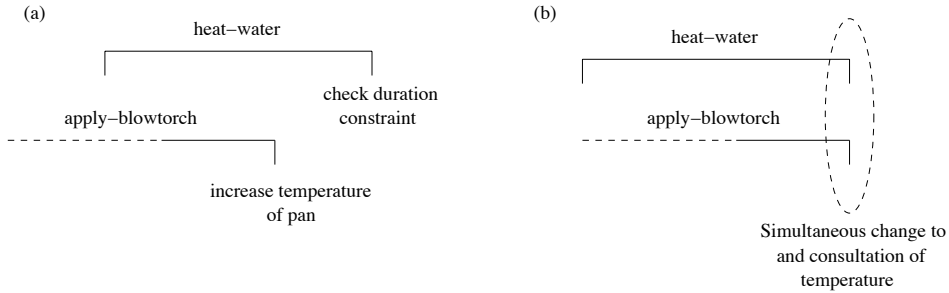 (a)
heat−water
check duration
constraint
apply−blowtorch
increase temperature
of pan
(b)
heat−water
apply−blowtorch
Simultaneous change to
and consultation of
temperature